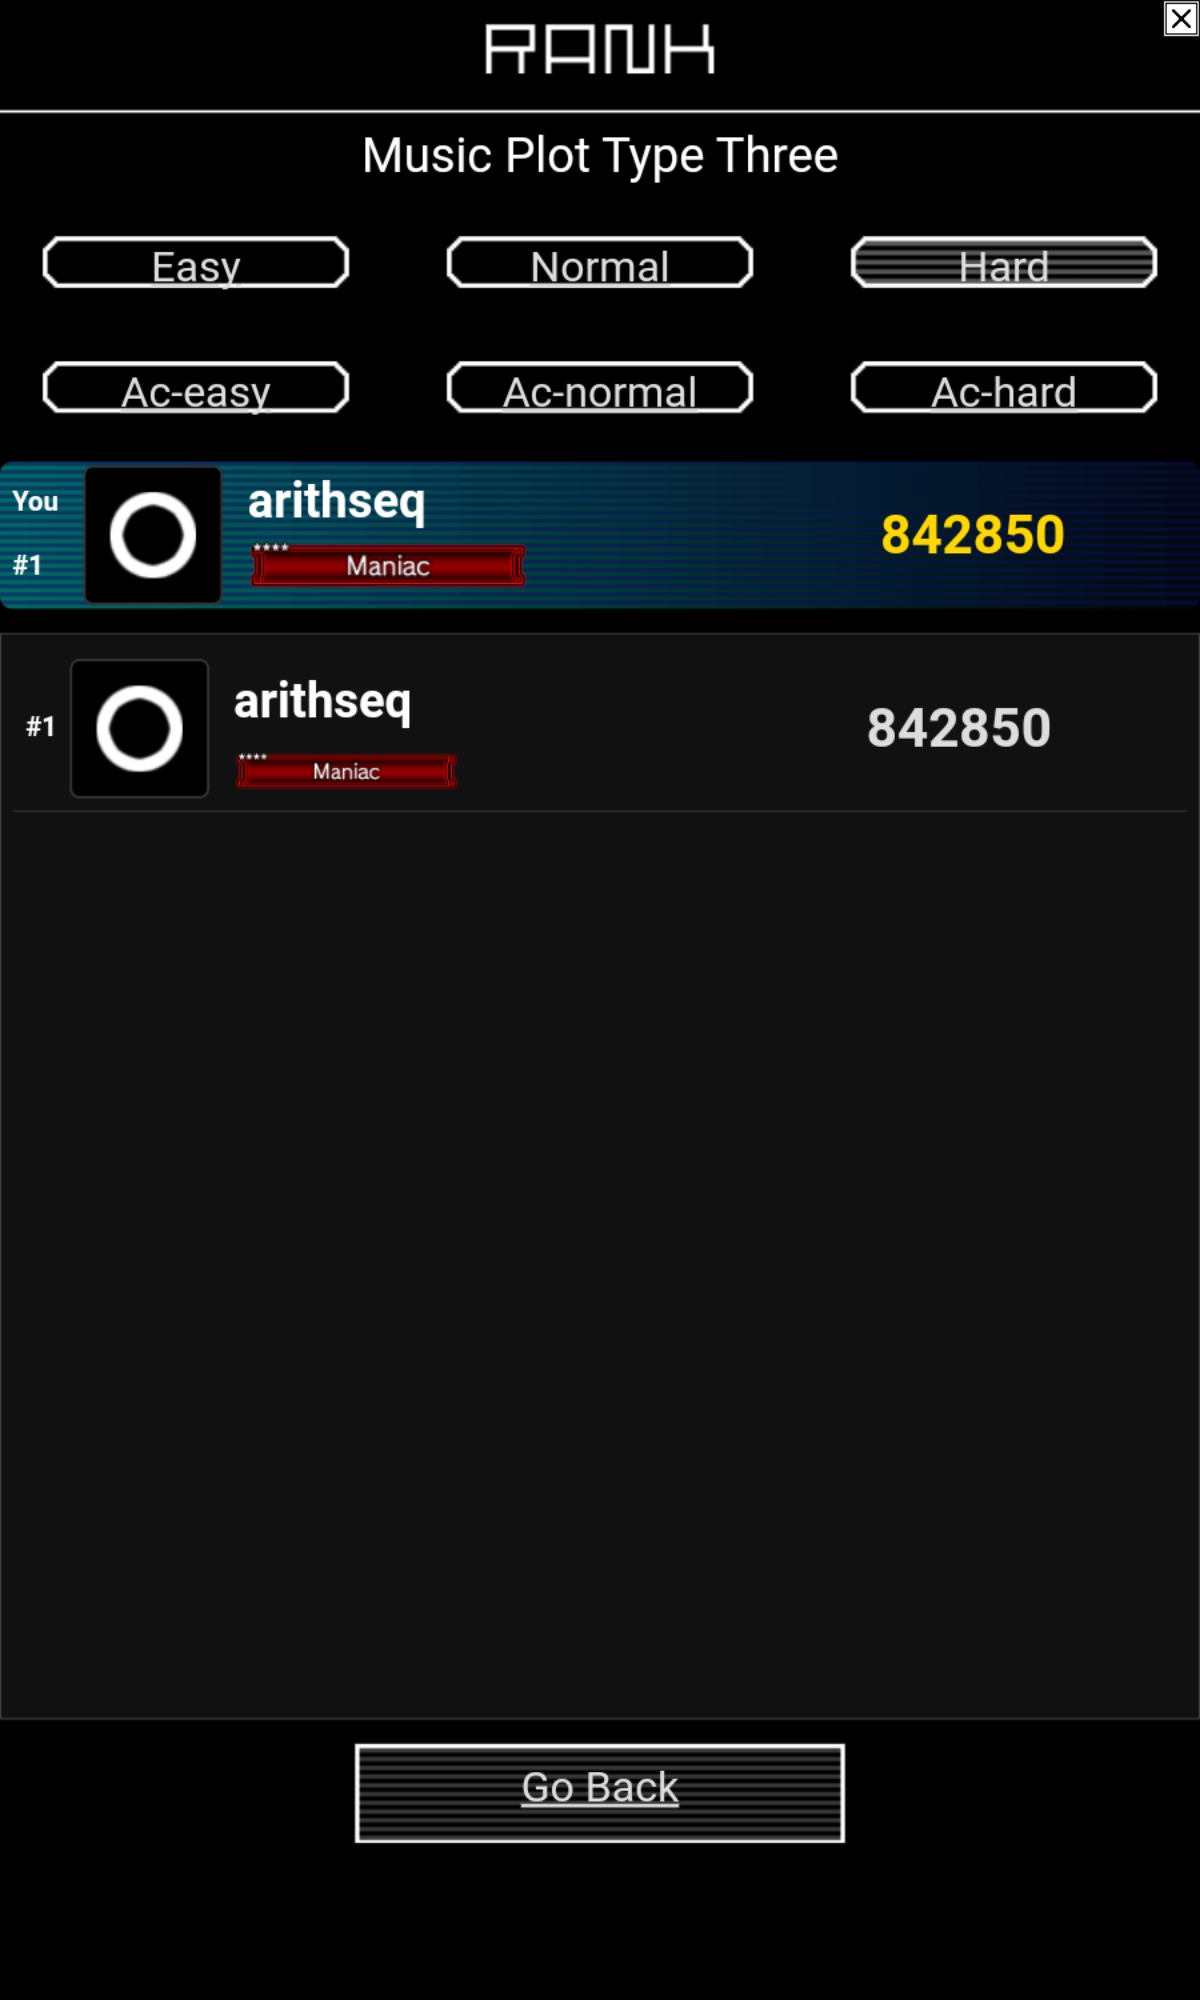 RANK
Music Plot Type Three
Easy Normal Hard
Ac-easy Ac-normal Ac-hard
You
#1
arithseq
****
Maniac
842850
#1
arithseq
****
Maniac
842850
Go Back